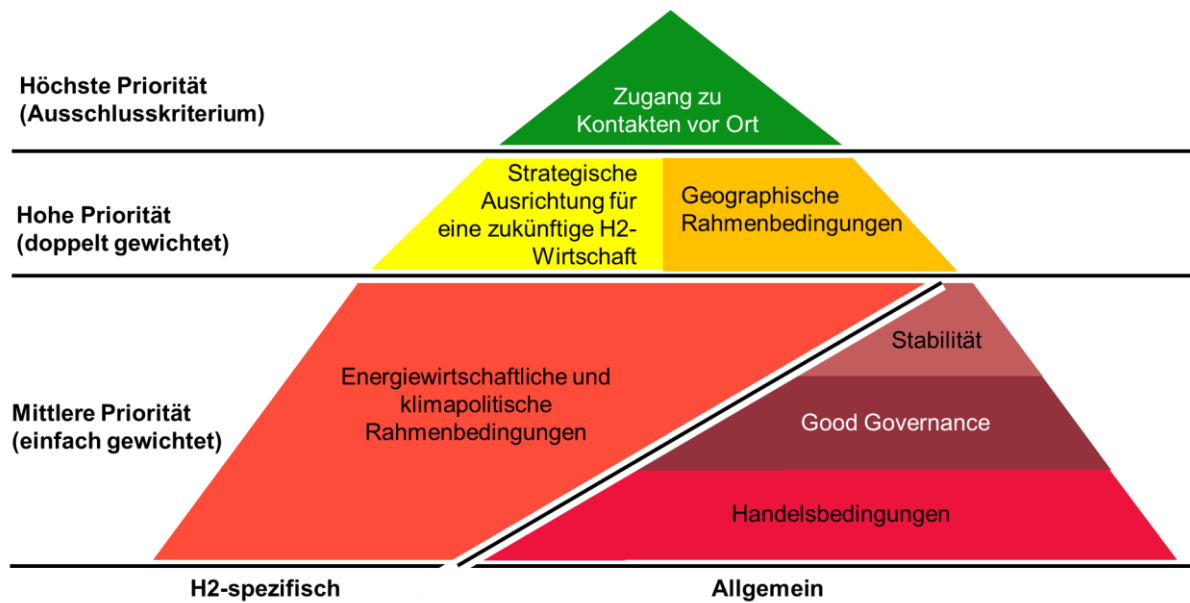 Höchste Priorität
(Ausschlusskriterium)
Zugang zu
Kontakten vor Ort
Hohe Priorität
(doppelt gewichtet)
Strategische
Ausrichtung für
eine zukünftige H2-
Wirtschaft
Geographische
Rahmenbedingungen
Mittlere Priorität
(einfach gewichtet)
Energiewirtschaftliche und
klimapolitische
Rahmenbedingungen
Stabilität
Good Governance
Handelsbedingungen
H2-spezifisch
Allgemein